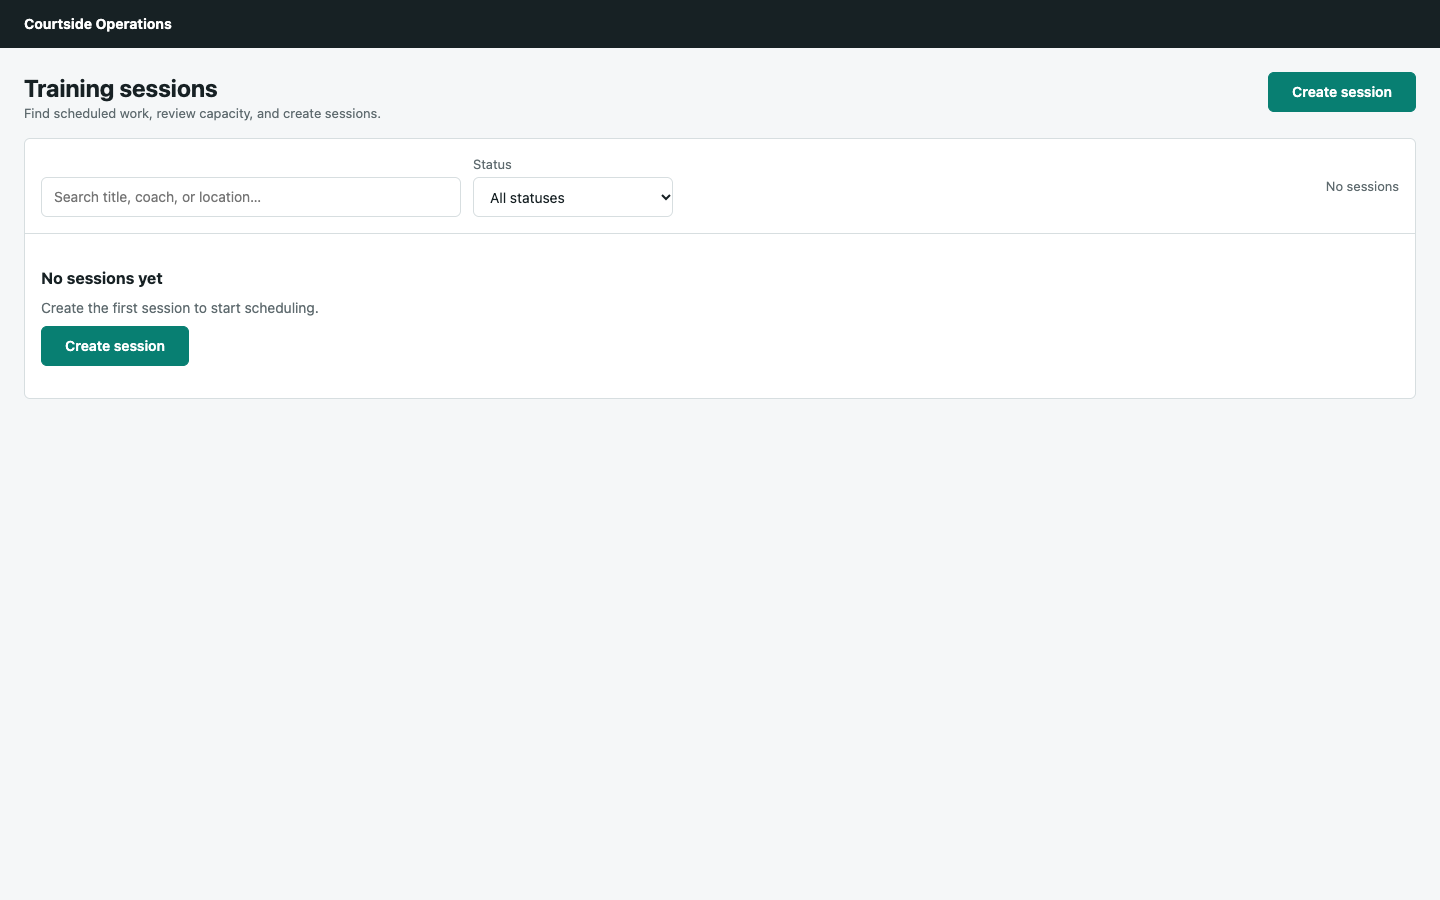 Courtside Operations
Training sessions
Find scheduled work, review capacity, and create sessions.
Create session
Status
Search title, coach, or location...
All statuses
No sessions
No sessions yet
Create the first session to start scheduling.
Create session